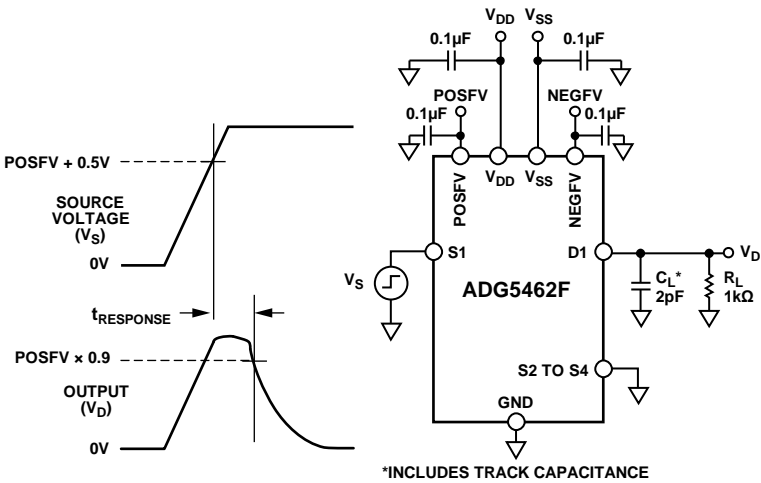 POSFV + 0.5V
SOURCE
VOLTAGE
(VS)
0V
tRESPONSE
POSFV × 0.9
OUTPUT
(VD)
0V
VDD VSS
0.1µF 0.1µF
POSFV NEGFV
0.1µF 0.1µF
POSFV VDD VSS NEGFV
S1 D1 VD
VS
ADG5462F
CL*
2pF
RL
1kΩ
S2 TO S4
GND
*INCLUDES TRACK CAPACITANCE